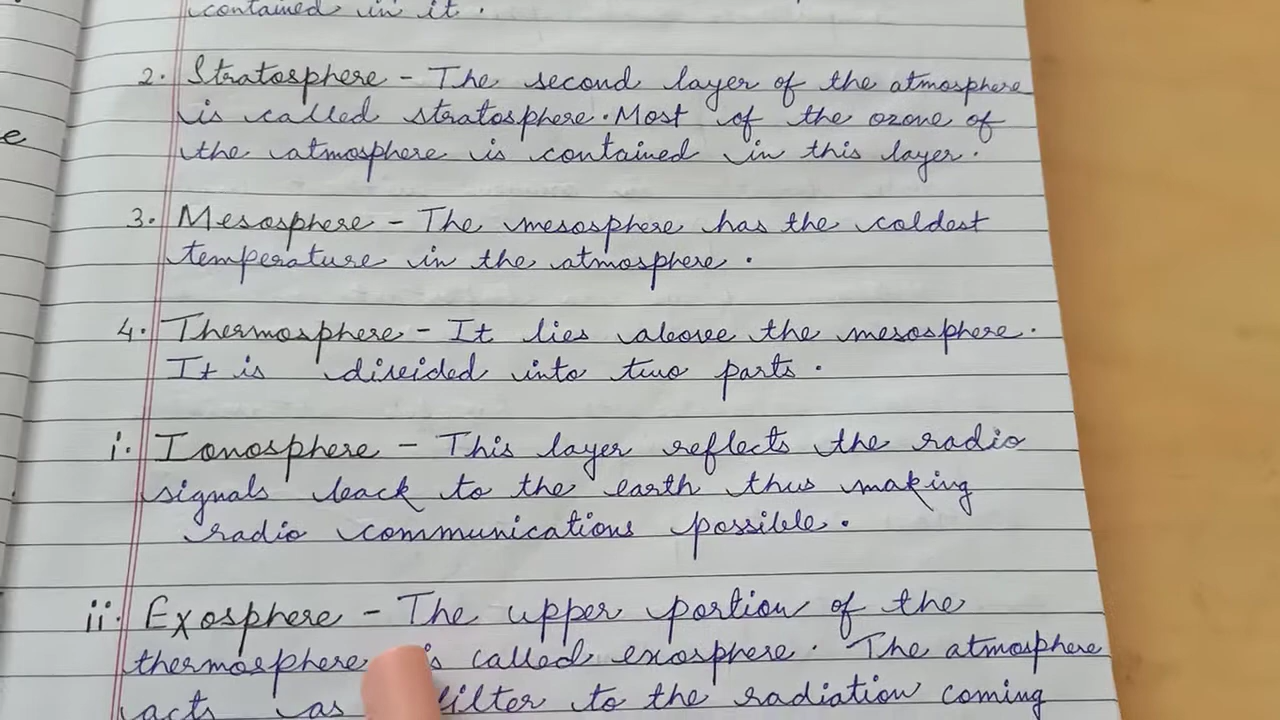 contained in it.
2. Stratosphere - The second layer of the atmosphere
is called stratosphere. Most of the ozone of
the atmosphere is contained in this layer.
3. Mesosphere - The mesosphere has the coldest
temperature in the atmosphere.
4. Thermosphere - It lies above the mesosphere.
It is divided into two parts.
i. Ionosphere - This layer reflects the radio
signals back to the earth thus making
radio communications possible.
ii. Exosphere - The upper portion of the
thermosphere is called exosphere. The atmosphere
acts as filter to the radiation coming
e